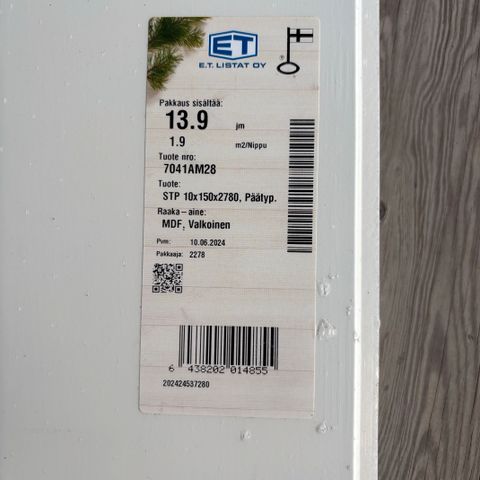 ET
E.T. LISTAT OY
Pakkaus sisältää:
13.9 jm
1.9 m2/Nippu
Tuote nro:
7041AM28
Tuote:
STP 10x150x2780, Päätyp.
Raaka-aine:
MDF, Valkoinen
Pvm: 10.06.2024
Pakkaaja: 2278
6 438202 014855
202424537280